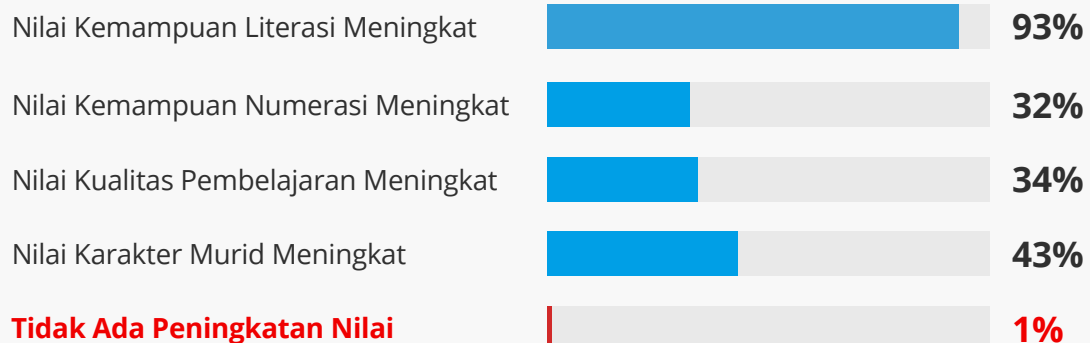 Nilai Kemampuan Literasi Meningkat 93%
Nilai Kemampuan Numerasi Meningkat 32%
Nilai Kualitas Pembelajaran Meningkat 34%
Nilai Karakter Murid Meningkat 43%
Tidak Ada Peningkatan Nilai 1%